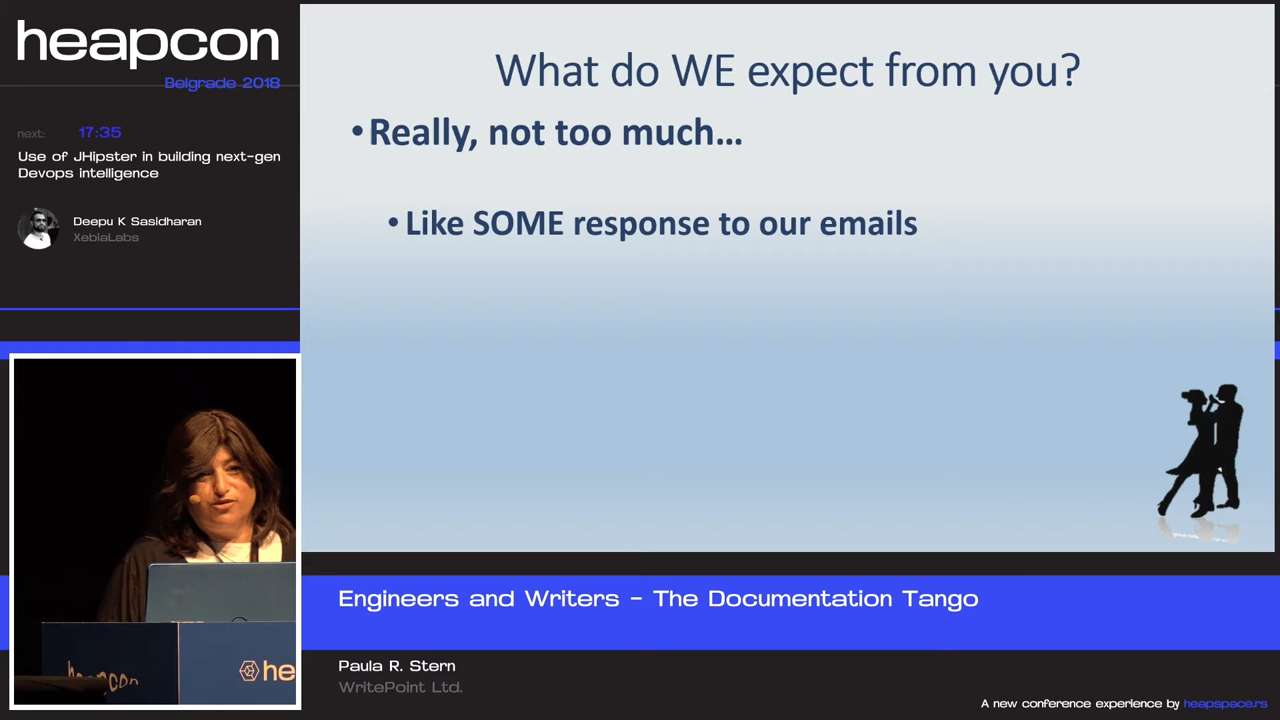 heapcon
Belgrade 2018
next: 17:35
Use of JHipster in building next-gen
Devops intelligence
Deepu K Sasidharan
XebiaLabs
What do WE expect from you?
•Really, not too much…
•Like SOME response to our emails
heapcon
he
Engineers and Writers - The Documentation Tango
Paula R. Stern
WritePoint Ltd.
A new conference experience by heapspace.rs